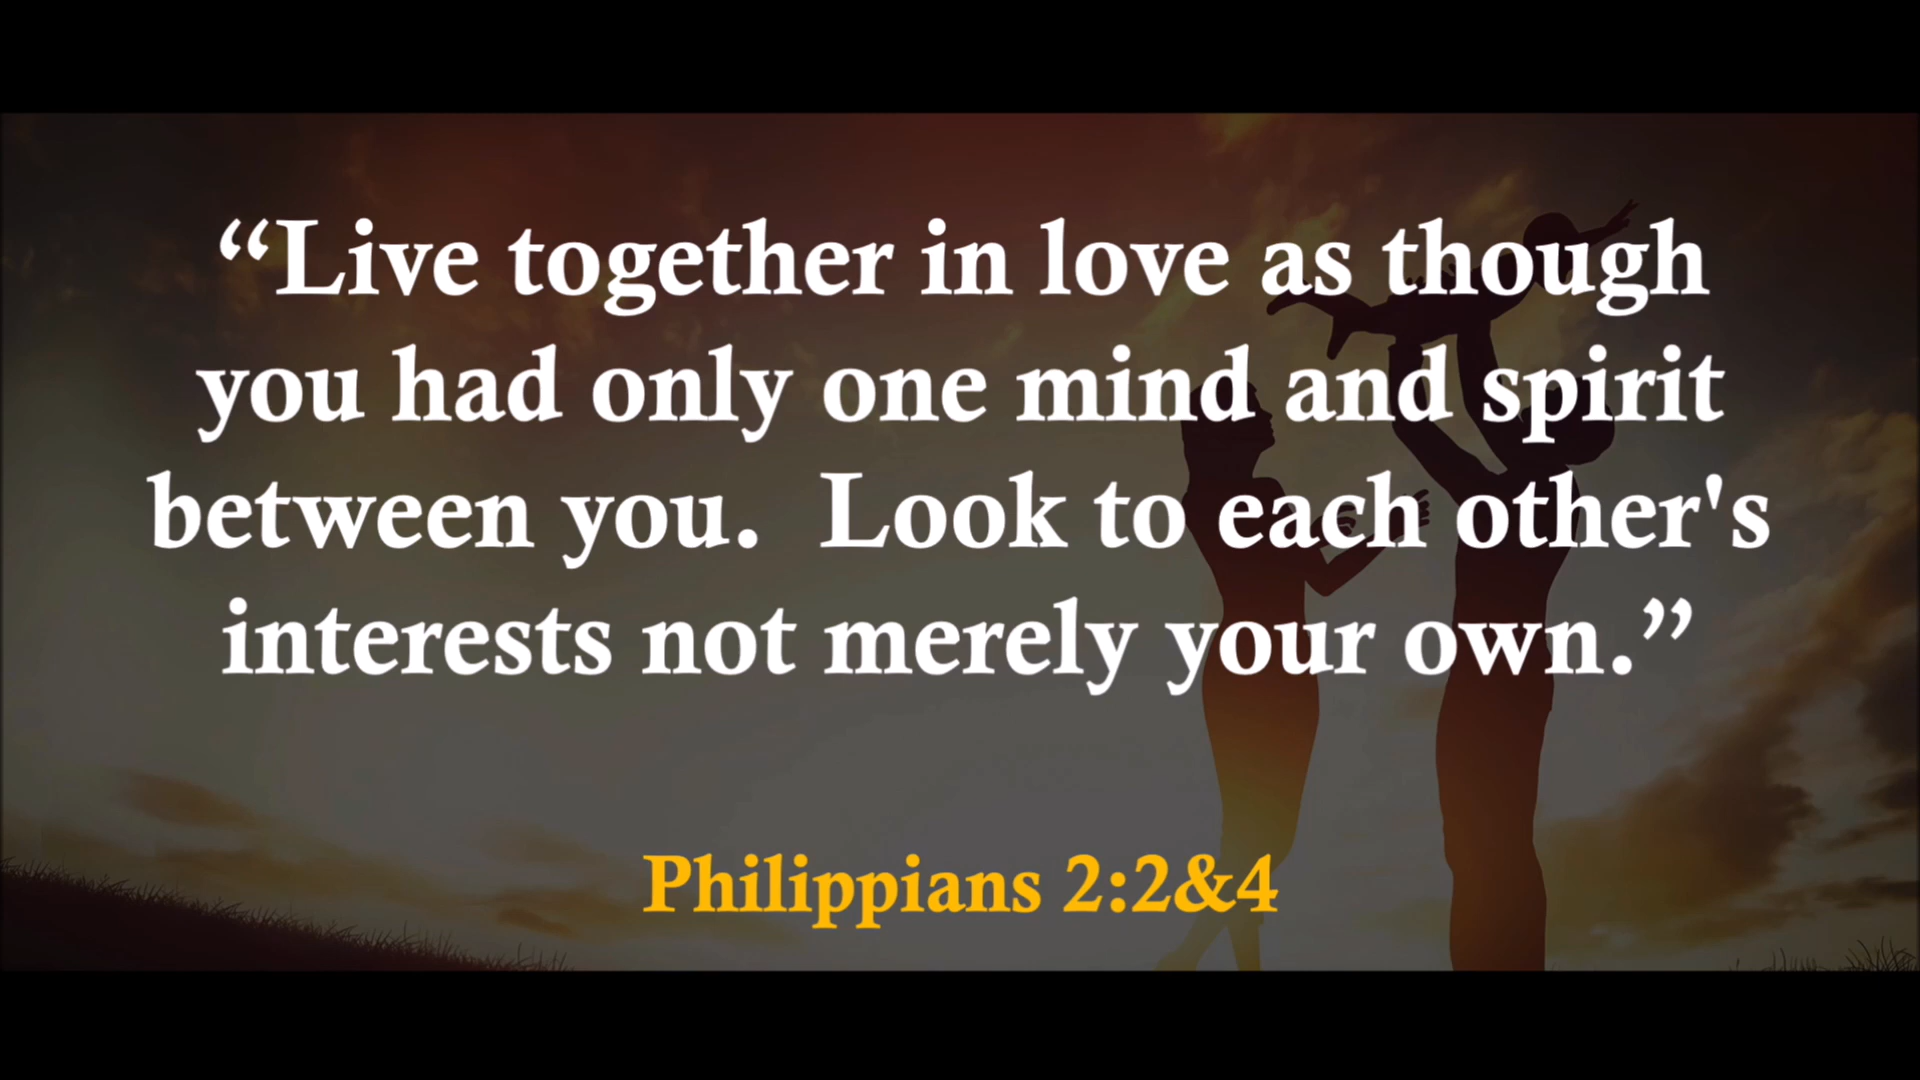 “Live together in love as though
you had only one mind and spirit
between you.  Look to each other's
interests not merely your own.”
Philippians 2:2&4